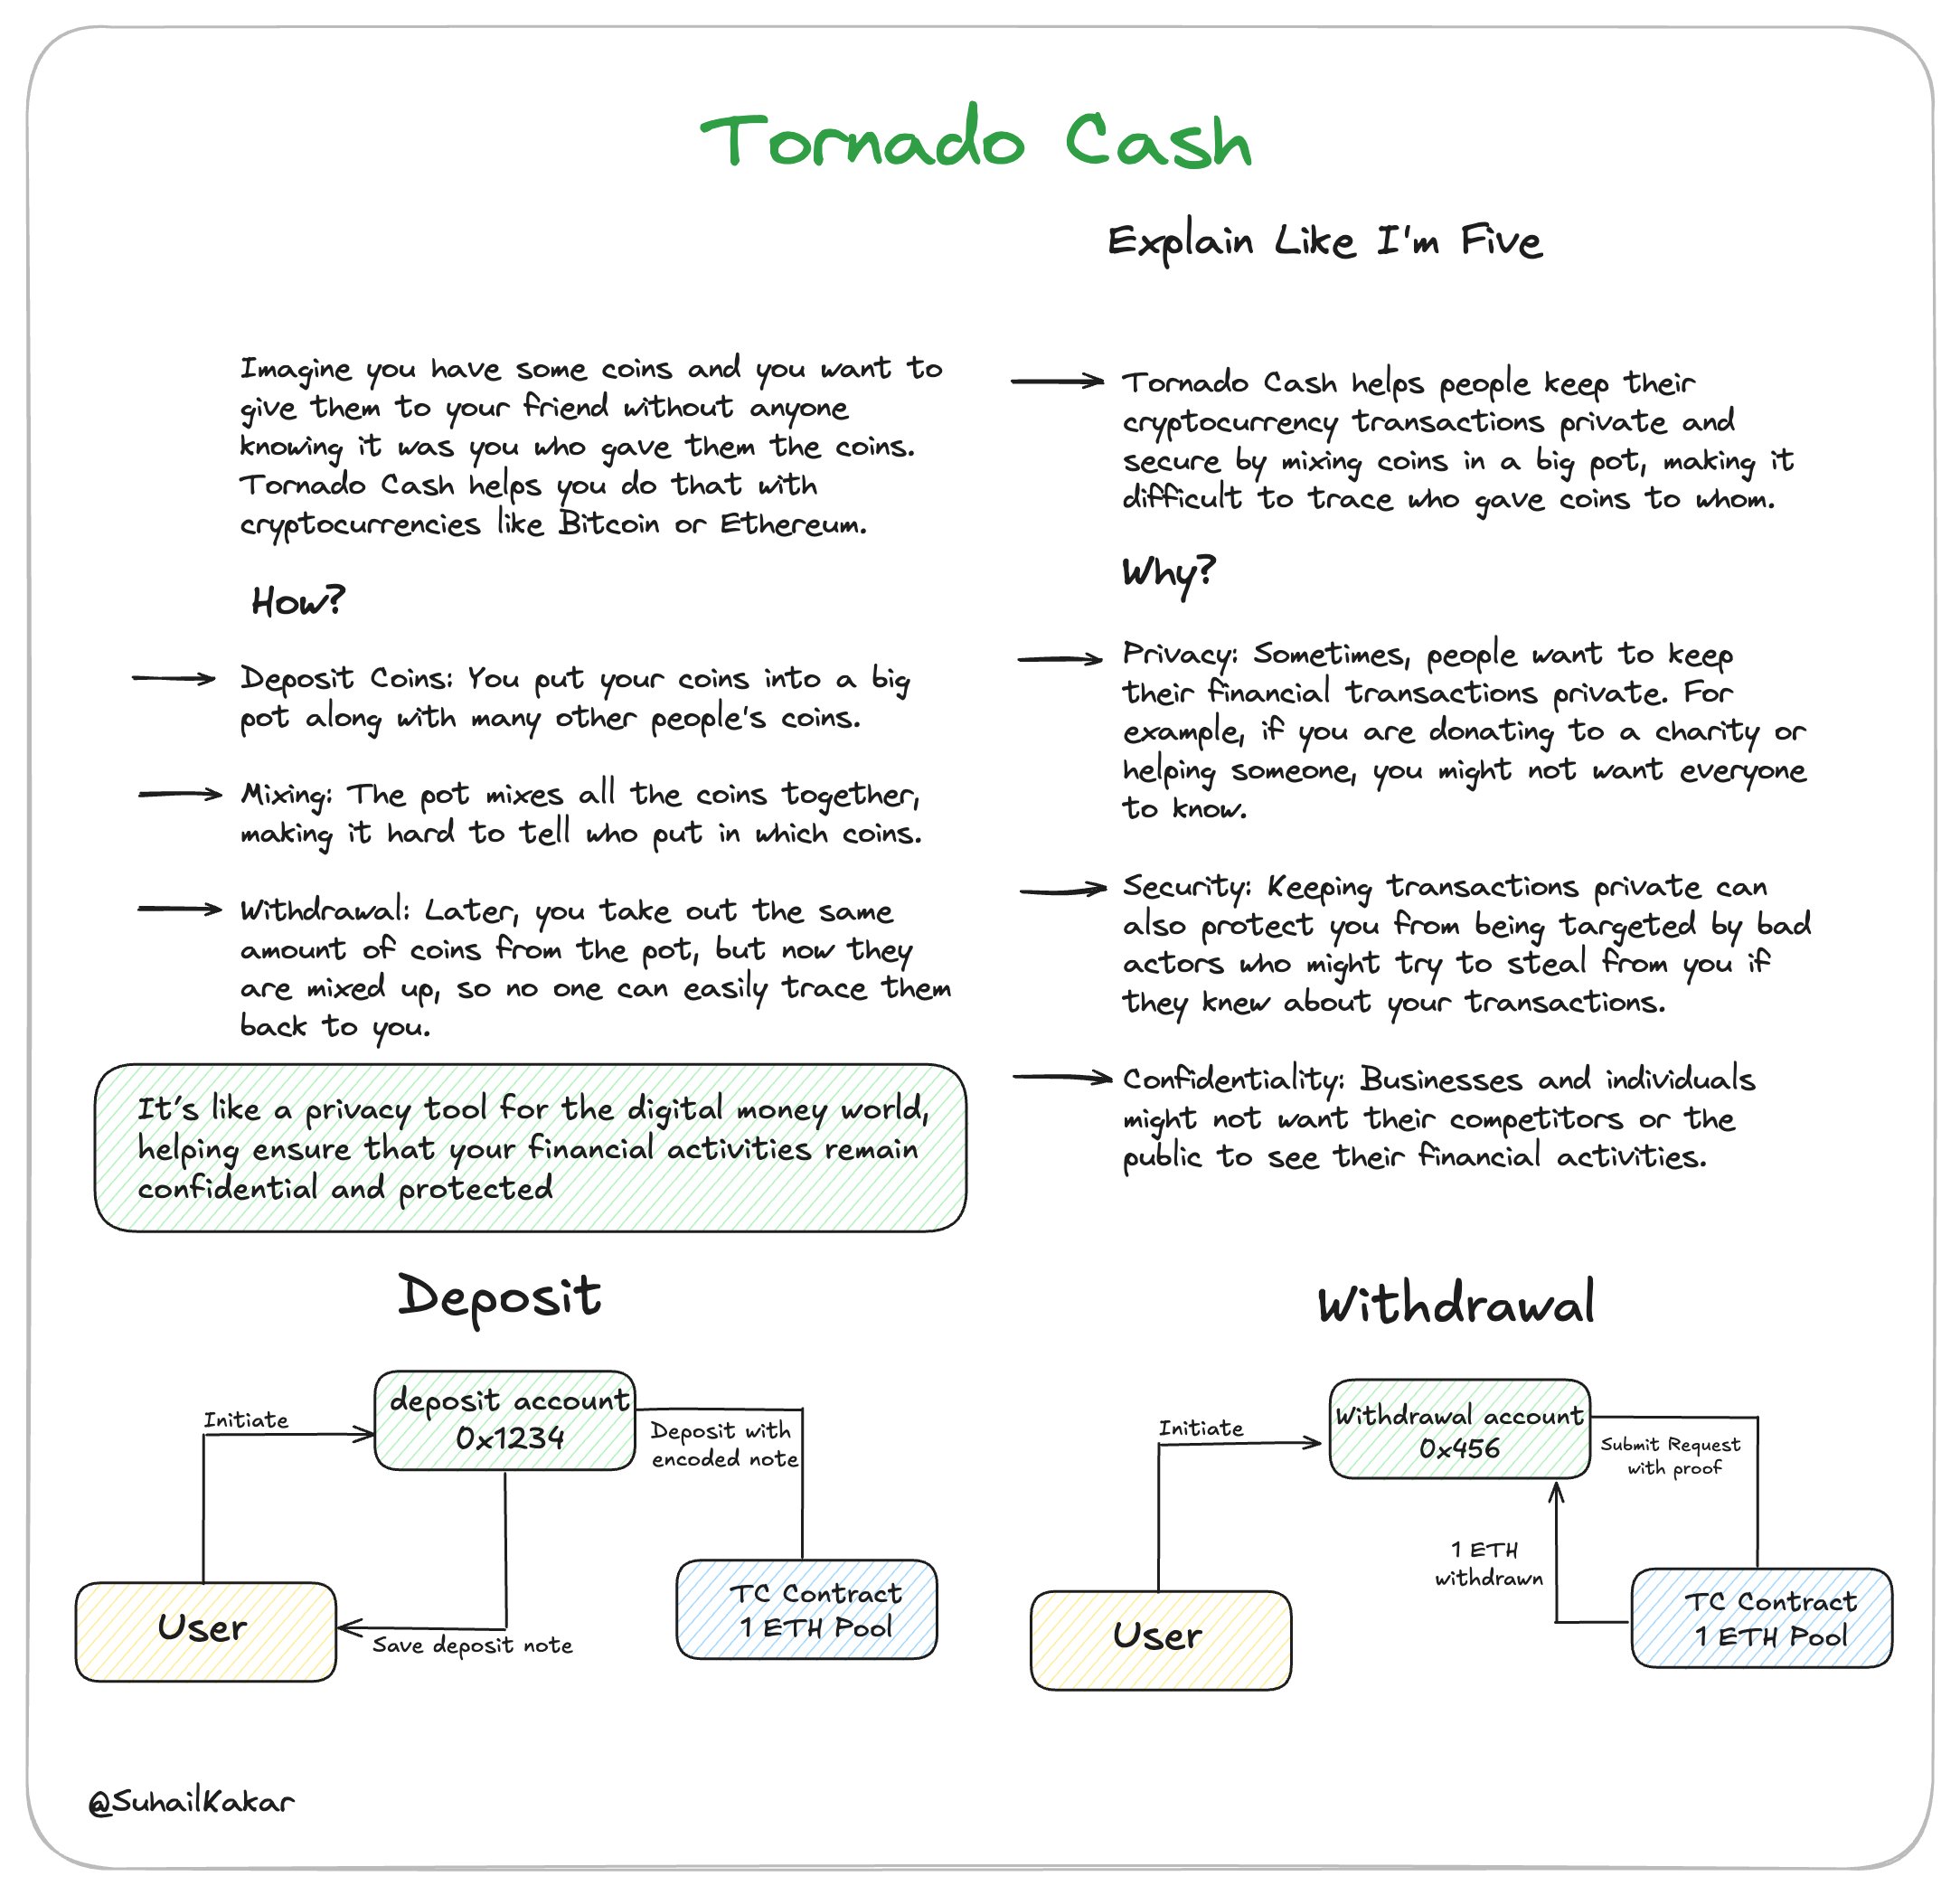 Tornado Cash
Explain Like I'm Five
Imagine you have some coins and you want to
give them to your friend without anyone
knowing it was you who gave them the coins.
Tornado Cash helps you do that with
cryptocurrencies like Bitcoin or Ethereum.
How?
Deposit Coins: You put your coins into a big
pot along with many other people's coins.
Mixing: The pot mixes all the coins together,
making it hard to tell who put in which coins.
Withdrawal: Later, you take out the same
amount of coins from the pot, but now they
are mixed up, so no one can easily trace them
back to you.
It's like a privacy tool for the digital money world,
helping ensure that your financial activities remain
confidential and protected
Tornado Cash helps people keep their
cryptocurrency transactions private and
secure by mixing coins in a big pot, making it
difficult to trace who gave coins to whom.
Why?
Privacy: Sometimes, people want to keep
their financial transactions private. For
example, if you are donating to a charity or
helping someone, you might not want everyone
to know.
Security: Keeping transactions private can
also protect you from being targeted by bad
actors who might try to steal from you if
they knew about your transactions.
Confidentiality: Businesses and individuals
might not want their competitors or the
public to see their financial activities.
Deposit
deposit account
0x1234
Initiate
Deposit with
encoded note
User
Save deposit note
TC Contract
1 ETH Pool
Withdrawal
Withdrawal account
0x456
Initiate
Submit Request
with proof
1 ETH
withdrawn
User
TC Contract
1 ETH Pool
@SuhailKakar